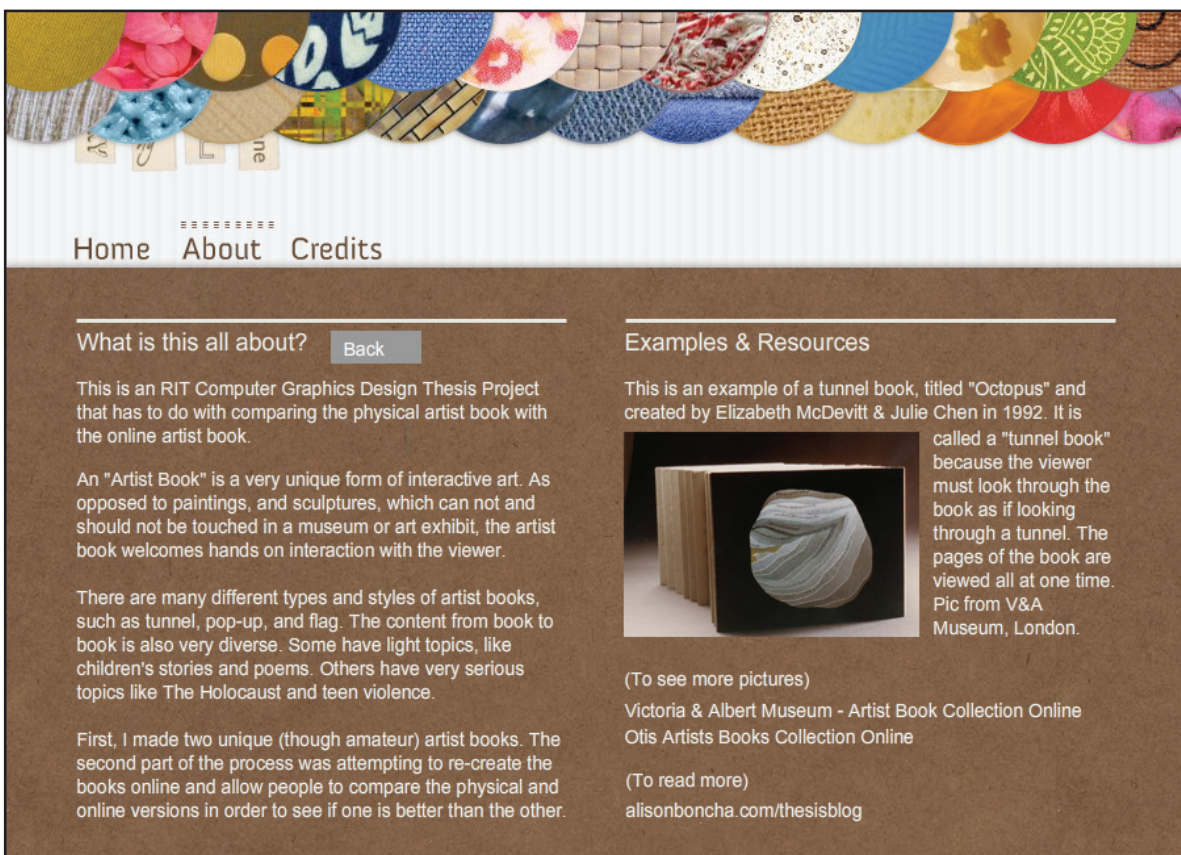 ne
Home About Credits
What is this all about?
Back
This is an RIT Computer Graphics Design Thesis Project
that has to do with comparing the physical artist book with
the online artist book.
An "Artist Book" is a very unique form of interactive art. As
opposed to paintings, and sculptures, which can not and
should not be touched in a museum or art exhibit, the artist
book welcomes hands on interaction with the viewer.
There are many different types and styles of artist books,
such as tunnel, pop-up, and flag. The content from book to
book is also very diverse. Some have light topics, like
children's stories and poems. Others have very serious
topics like The Holocaust and teen violence.
First, I made two unique (though amateur) artist books. The
second part of the process was attempting to re-create the
books online and allow people to compare the physical and
online versions in order to see if one is better than the other.
Examples & Resources
This is an example of a tunnel book, titled "Octopus" and
created by Elizabeth McDevitt & Julie Chen in 1992. It is
called a "tunnel book"
because the viewer
must look through the
book as if looking
through a tunnel. The
pages of the book are
viewed all at one time.
Pic from V&A
Museum, London.
(To see more pictures)
Victoria & Albert Museum - Artist Book Collection Online
Otis Artists Books Collection Online
(To read more)
alisonboncha.com/thesisblog